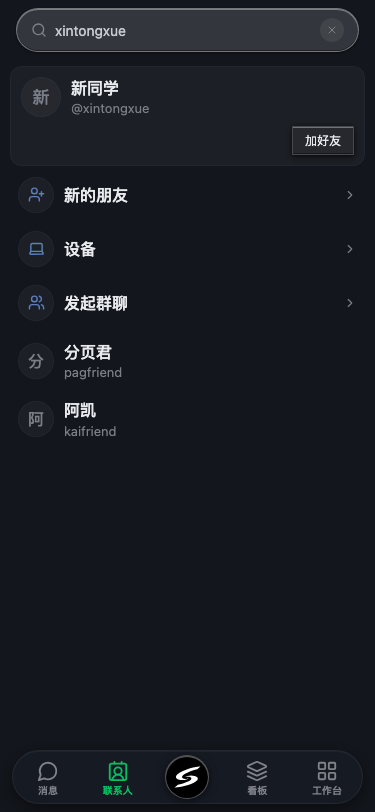 xintongxue
新
新同学
@xintongxue
加好友
新的朋友
设备
发起群聊
分
分页君
pagfriend
阿
阿凯
kaifriend
消息
联系人
看板
工作台